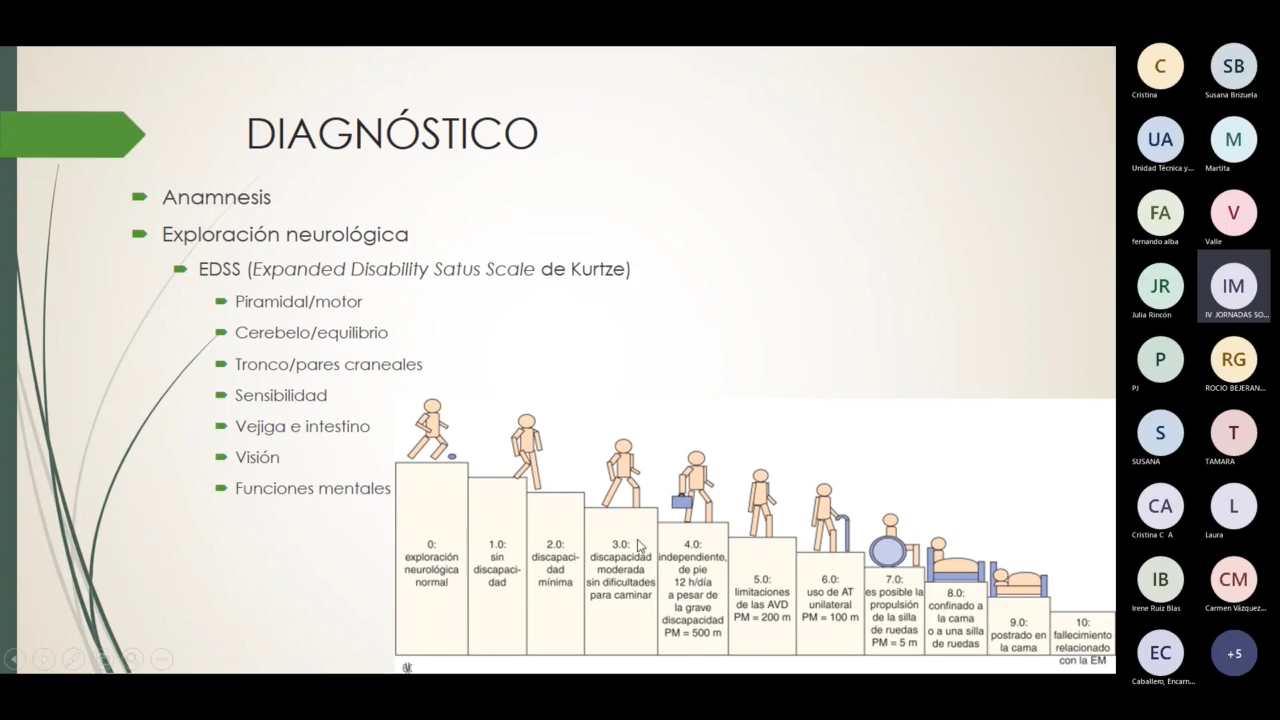 DIAGNÓSTICO
Anamnesis
Exploración neurológica
EDSS (Expanded Disability Satus Scale de Kurtze)
Piramidal/motor
Cerebelo/equilibrio
Tronco/pares craneales
Sensibilidad
Vejiga e intestino
Visión
Funciones mentales
0:
exploración
neurológica
normal
1.0:
sin
discapaci-
dad
2.0:
discapaci-
dad
mínima
3.0:
discapacidad
moderada
sin dificultades
para caminar
4.0:
independiente,
de pie
12 h/día
a pesar de
la grave
discapacidad
PM = 500 m
5.0:
limitaciones
de las AVD
PM = 200 m
6.0:
uso de AT
unilateral
PM = 100 m
7.0:
es posible la
propulsión
de la silla
de ruedas
PM = 5 m
8.0:
confinado a
la cama
o a una silla
de ruedas
9.0:
postrado en
la cama
10:
fallecimiento
relacionado
con la EM
C
Cristina
SB
Susana Brizuela
UA
Unidad Técnica y...
M
Martita
FA
fernando alba
V
Valle
JR
Julia Rincón
IM
IV JORNADAS SO...
P
PJ
RG
ROCIO BEJERAN...
S
SUSANA
T
TAMARA
CA
Cristina C A
L
Laura
IB
Irene Ruiz Blas
CM
Carmen Vázquez...
EC
Caballero, Encarn...
+5